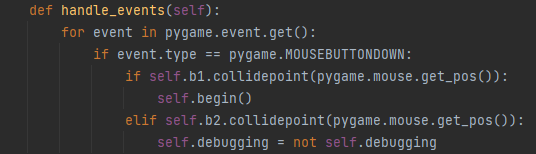 def handle_events(self):
    for event in pygame.event.get():
        if event.type == pygame.MOUSEBUTTONDOWN:
            if self.b1.collidepoint(pygame.mouse.get_pos()):
                self.begin()
            elif self.b2.collidepoint(pygame.mouse.get_pos()):
                self.debugging = not self.debugging